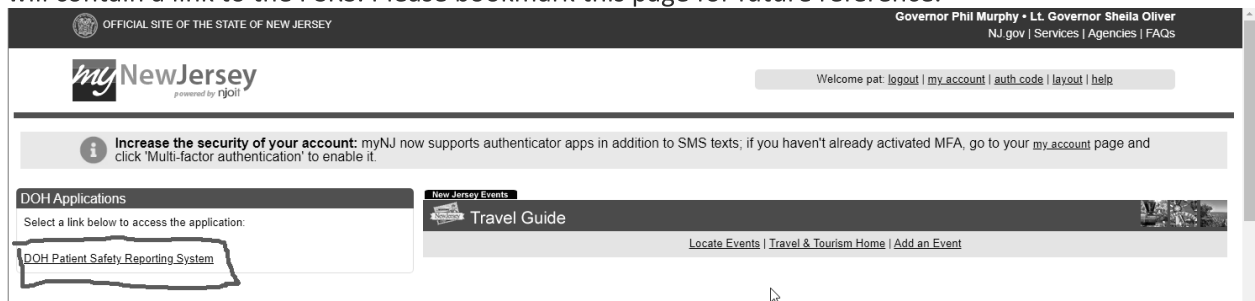 will contain a link to the PSRS. Please bookmark this page for future reference.
OFFICIAL SITE OF THE STATE OF NEW JERSEY
Governor Phil Murphy • Lt. Governor Sheila Oliver
NJ.gov | Services | Agencies | FAQs
my NewJersey
powered by njoit
Welcome pat: logout | my account | auth code | layout | help
Increase the security of your account: myNJ now supports authenticator apps in addition to SMS texts; if you haven't already activated MFA, go to your my account page and
click 'Multi-factor authentication' to enable it.
DOH Applications
Select a link below to access the application:
DOH Patient Safety Reporting System
New Jersey Events
Travel Guide
Locate Events | Travel & Tourism Home | Add an Event